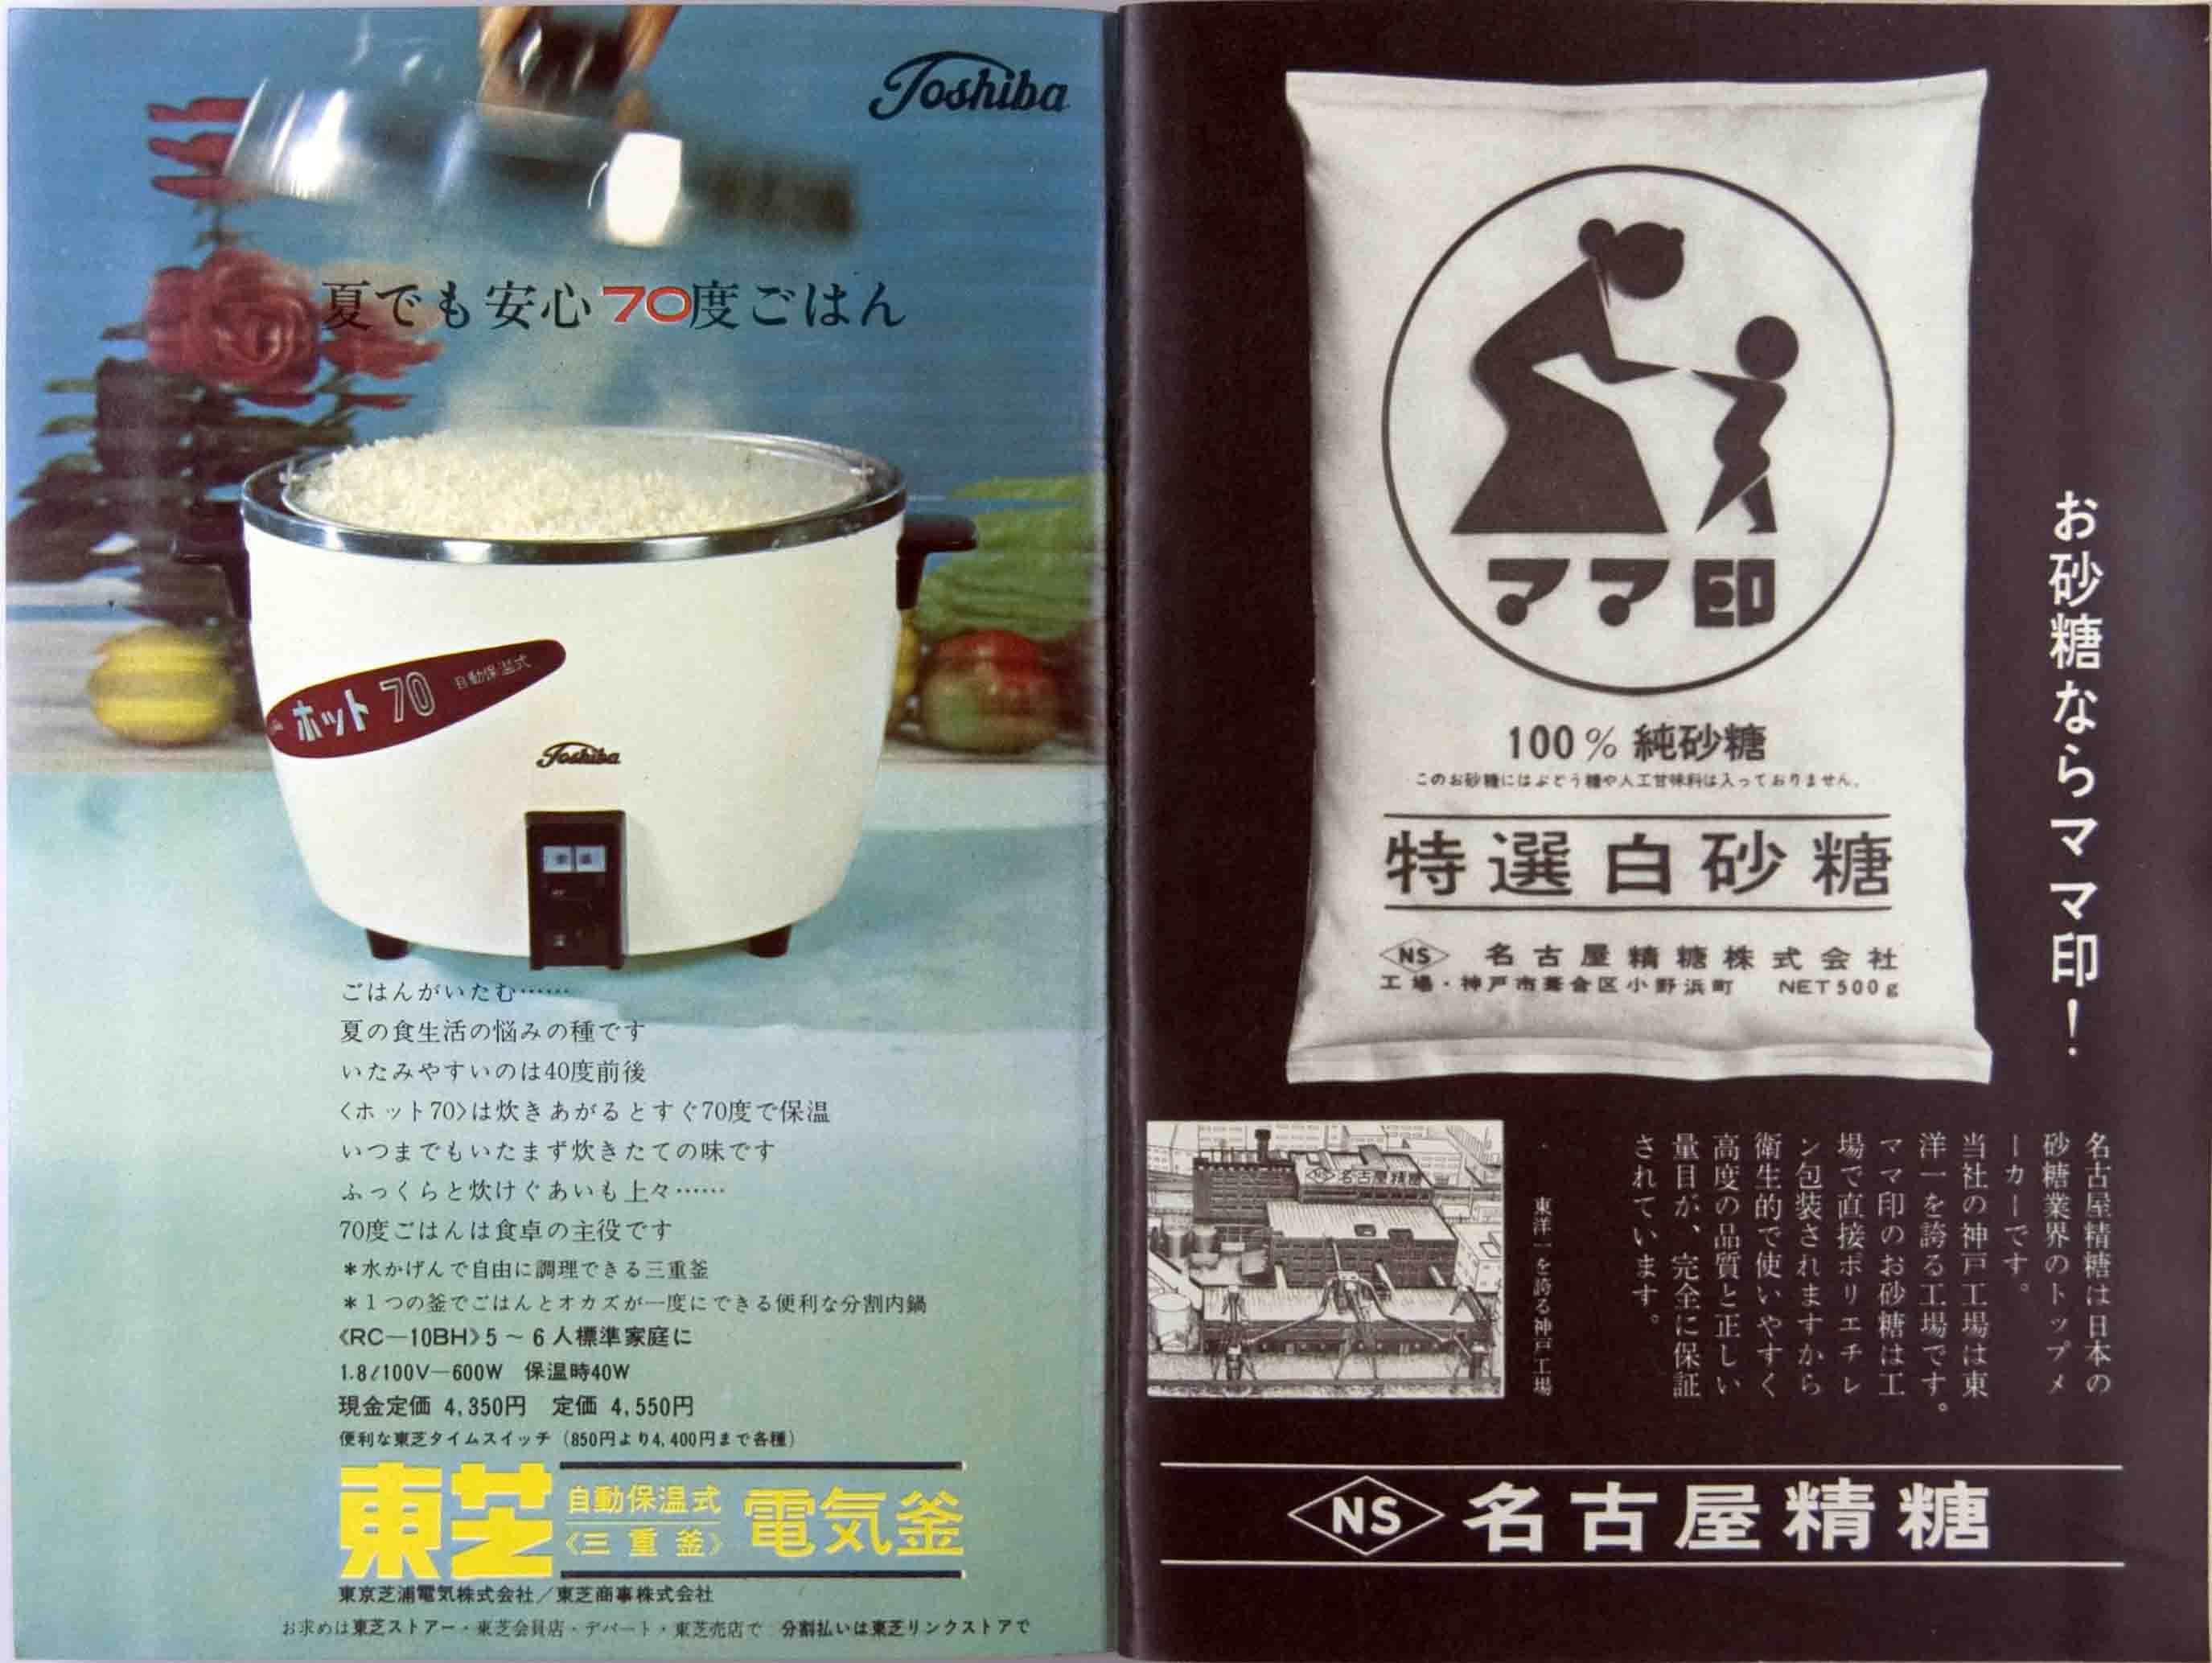 Toshiba
夏でも安心70度ごはん
ホット70 自動保温式
Toshiba
ごはんがいたむ……
夏の食生活の悩みの種です
いたみやすいのは40度前後
〈ホット70〉は炊きあがるとすぐ70度で保温
いつまでもいたまず炊きたての味です
ふっくらと炊けぐあいも上々……
70度ごはんは食卓の主役です
*水かげんで自由に調理できる三重釜
*1つの釜でごはんとオカズが一度にできる便利な分割内鍋
《RC—10BH》5〜6人標準家庭に
1.8ℓ100V—600W 保温時40W
現金定価 4,350円 定価 4,550円
便利な東芝タイムスイッチ(850円より4,400円まで各種)
東芝 自動保温式〈三重釜〉電気釜
東京芝浦電気株式会社/東芝商事株式会社
お求めは東芝ストアー・東芝会員店・デパート・東芝売店で 分割払いは東芝リンクストアで
ママ印
100% 純砂糖
このお砂糖にはぶどう糖や人工甘味料は入っておりません。
特選白砂糖
NS 名古屋精糖株式会社
工場・神戸市葺合区小野浜町 NET500g
お砂糖ならママ印!
名古屋精糖は日本の
砂糖業界のトップメ
ーカーです。
当社の神戸工場は東
洋一を誇る工場です。
ママ印のお砂糖は工
場で直接ポリエチレ
ン包装されますから
衛生的で使いやすく
高度の品質と正しい
量目が、完全に保証
されています。
東洋一を誇る神戸工場
NS 名古屋精糖
NS 名古屋精糖